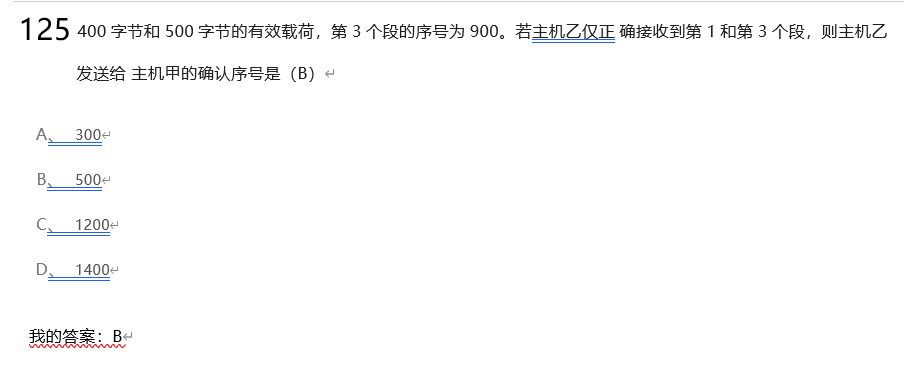 125 400 字节和 500 字节的有效载荷，第 3 个段的序号为 900。若主机乙仅正 确接收到第 1 和第 3 个段，则主机乙
发送给 主机甲的确认序号是（B）↵
A、 300↵
B、 500↵
C、 1200↵
D、 1400↵
我的答案：B↵